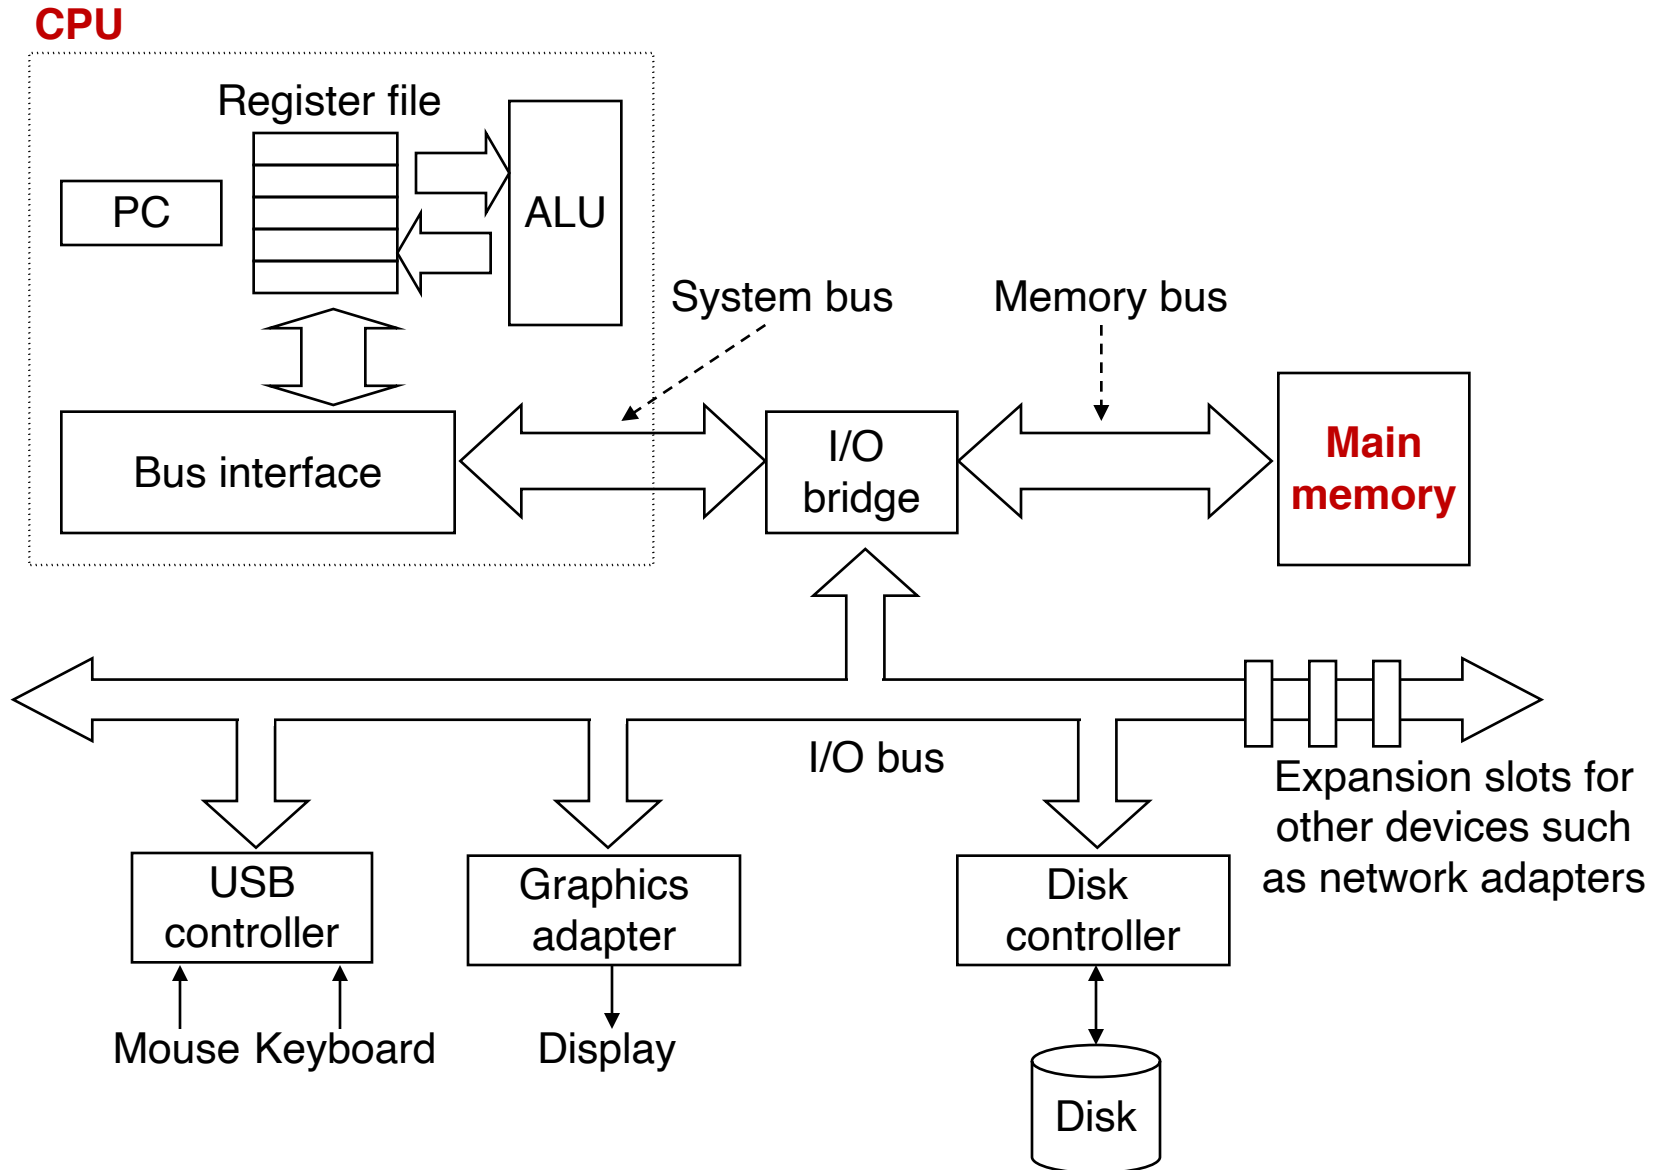 CPU
Register file
PC
ALU
System bus
Memory bus
Bus interface
I/O
bridge
Main
memory
I/O bus
Expansion slots for
other devices such
as network adapters
USB
controller
Graphics
adapter
Disk
controller
Mouse
Keyboard
Display
Disk